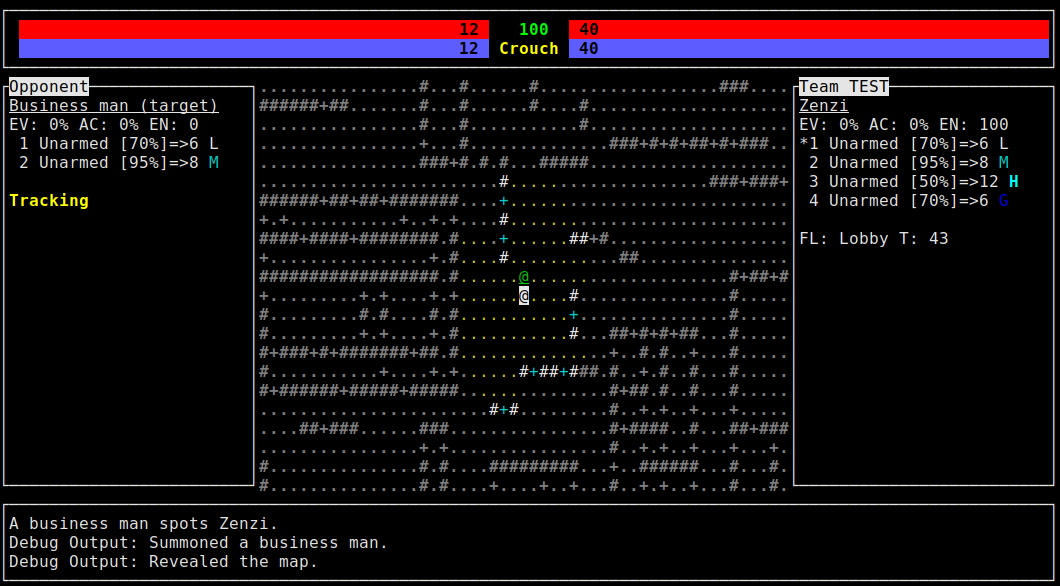 12 100 40
12 Crouch 40
Opponent
Business man (target)
EV: 0% AC: 0% EN: 0
1 Unarmed [70%]=>6 L
2 Unarmed [95%]=>8 M
Tracking
Team TEST
Zenzi
EV: 0% AC: 0% EN: 100
*1 Unarmed [70%]=>6 L
2 Unarmed [95%]=>8 M
3 Unarmed [50%]=>12 H
4 Unarmed [70%]=>6 G
FL: Lobby T: 43
A business man spots Zenzi.
Debug Output: Summoned a business man.
Debug Output: Revealed the map.